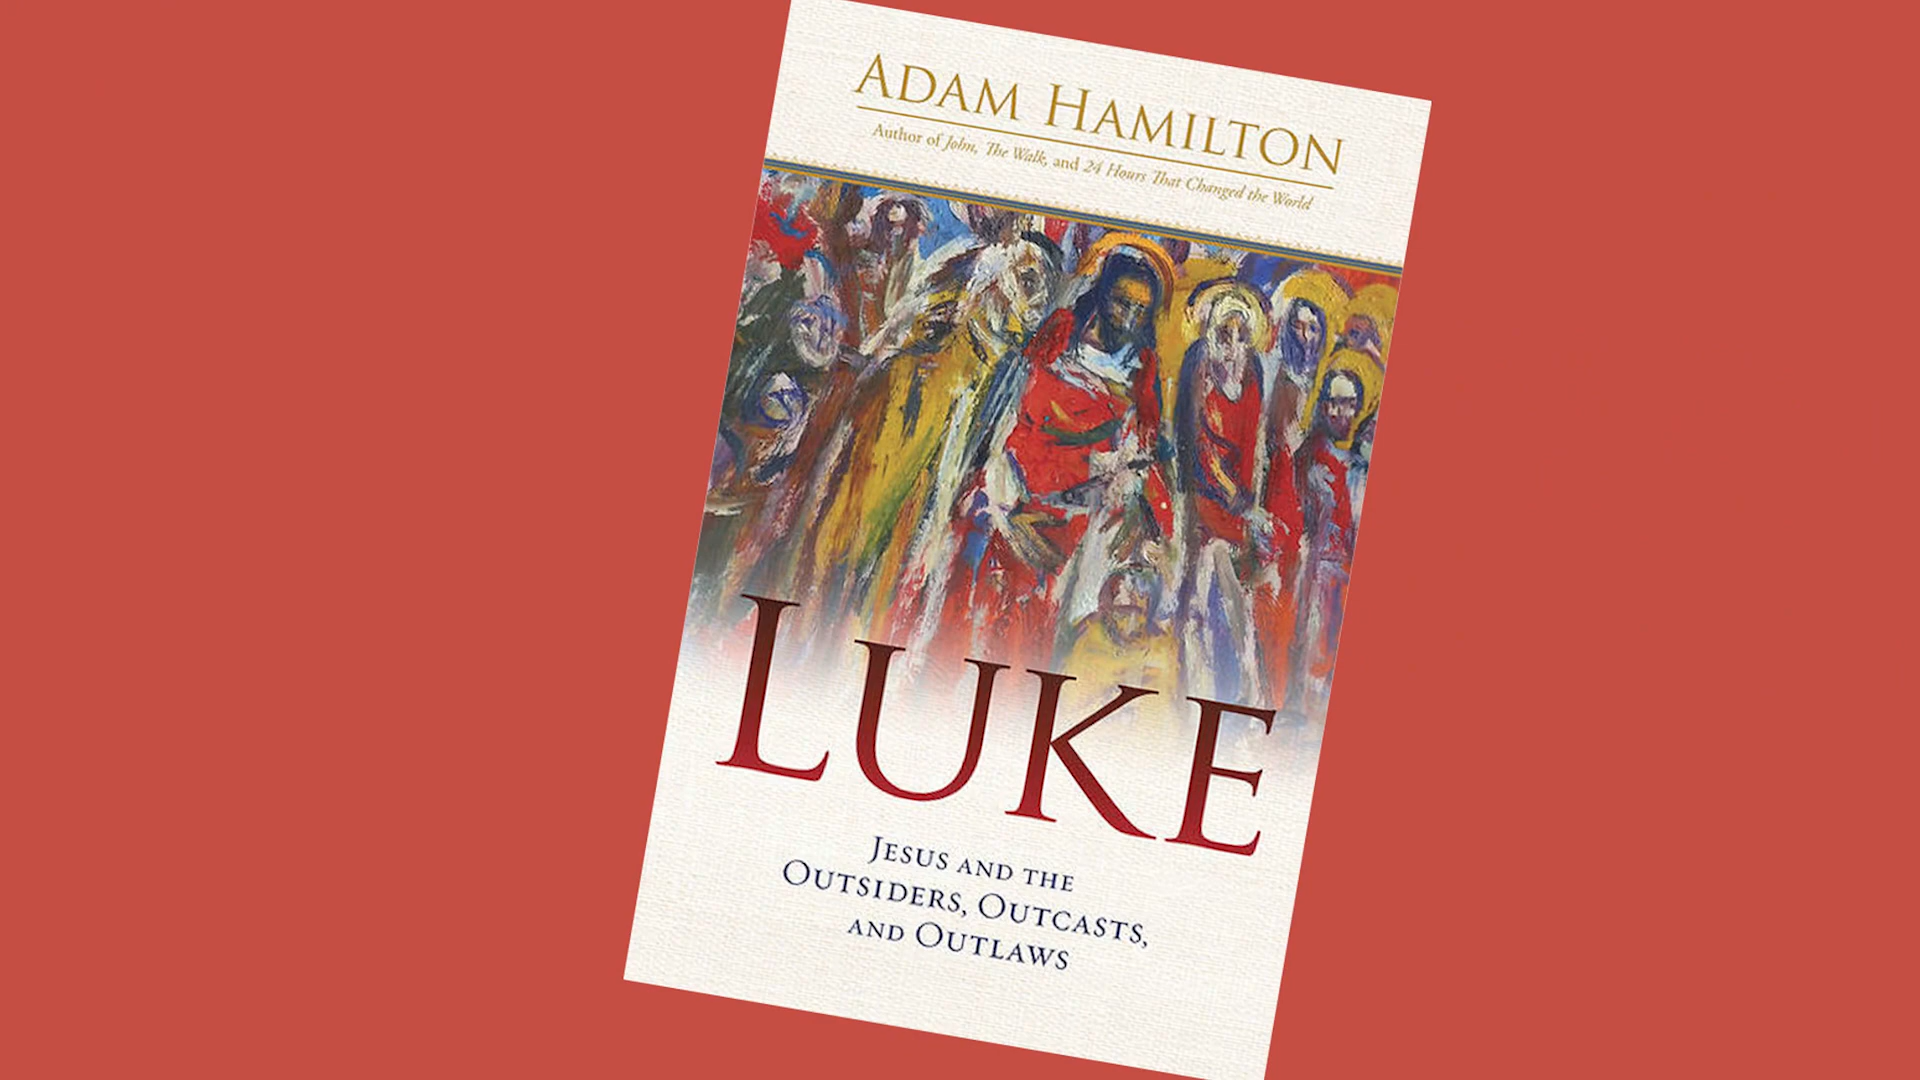 ADAM HAMILTON
Author of John, The Walk, and 24 Hours That Changed the World
LUKE
JESUS AND THE
OUTSIDERS, OUTCASTS,
AND OUTLAWS